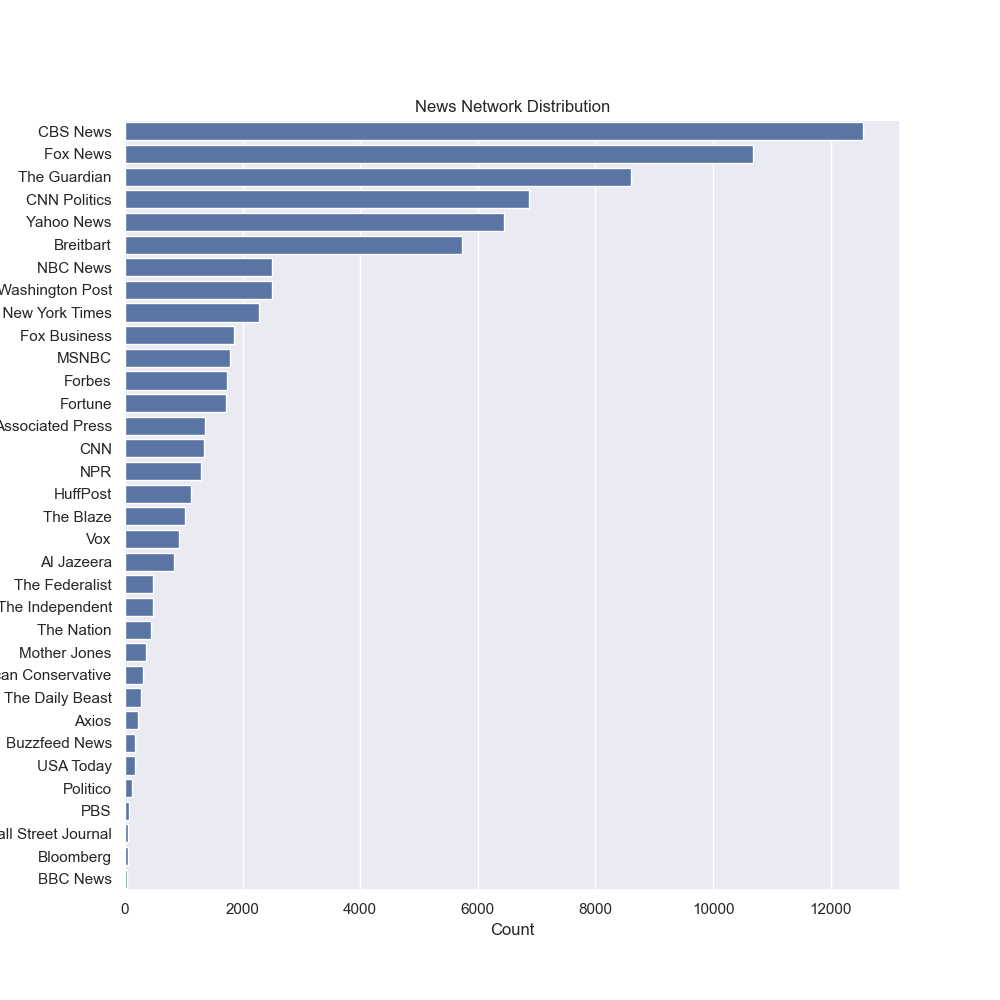 News Network Distribution
CBS News
Fox News
The Guardian
CNN Politics
Yahoo News
Breitbart
NBC News
Washington Post
New York Times
Fox Business
MSNBC
Forbes
Fortune
Associated Press
CNN
NPR
HuffPost
The Blaze
Vox
Al Jazeera
The Federalist
The Independent
The Nation
Mother Jones
can Conservative
The Daily Beast
Axios
Buzzfeed News
USA Today
Politico
PBS
all Street Journal
Bloomberg
BBC News
0 2000 4000 6000 8000 10000 12000
Count